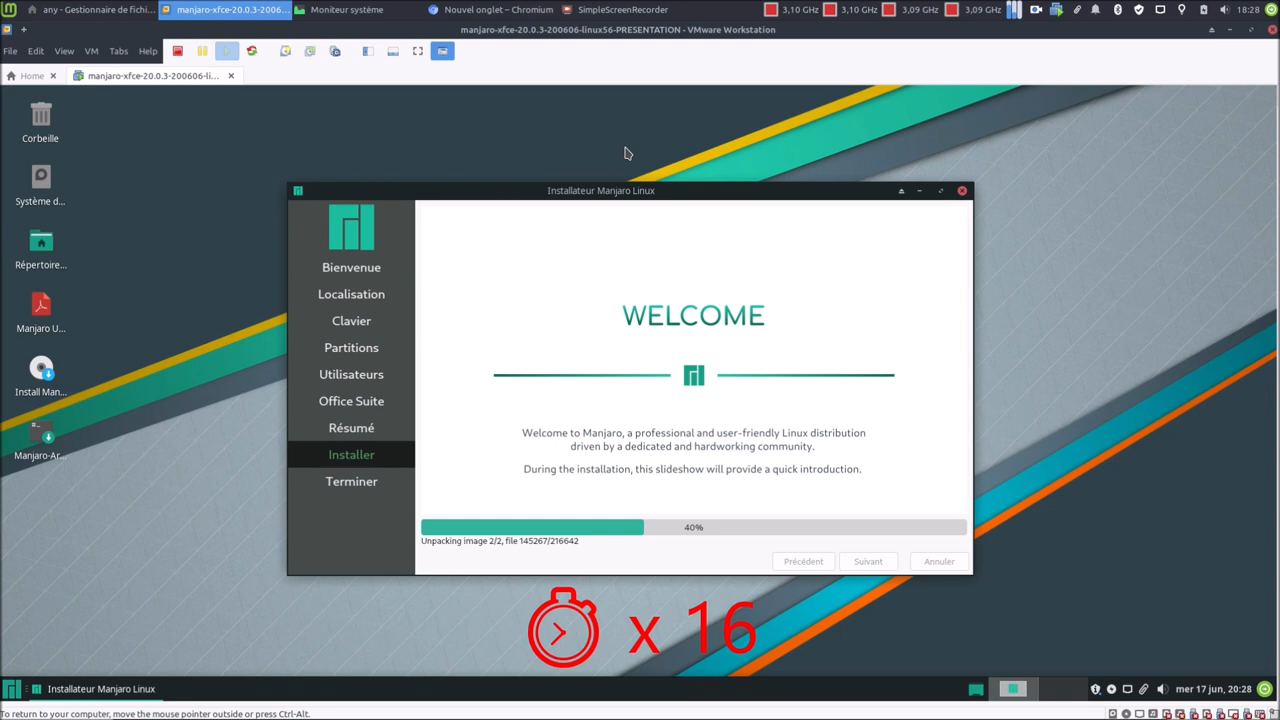 any - Gestionnaire de fichi...
manjaro-xfce-20.0.3-2006...
Moniteur système
Nouvel onglet - Chromium
SimpleScreenRecorder
3,10 GHz
3,10 GHz
3,09 GHz
3,09 GHz
18:28
manjaro-xfce-20.0.3-200606-linux56-PRESENTATION - VMware Workstation
File Edit View VM Tabs Help
Home
manjaro-xfce-20.0.3-200606-li...
Corbeille
Système d...
Répertoire...
Manjaro U...
Install Man...
Manjaro-Ar...
Installateur Manjaro Linux
Bienvenue
Localisation
Clavier
Partitions
Utilisateurs
Office Suite
Résumé
Installer
Terminer
WELCOME
Welcome to Manjaro, a professional and user-friendly Linux distribution
driven by a dedicated and hardworking community.
During the installation, this slideshow will provide a quick introduction.
40%
Unpacking image 2/2, file 145267/216642
Précédent
Suivant
Annuler
x 16
Installateur Manjaro Linux
mer 17 jun, 20:28
To return to your computer, move the mouse pointer outside or press Ctrl-Alt.